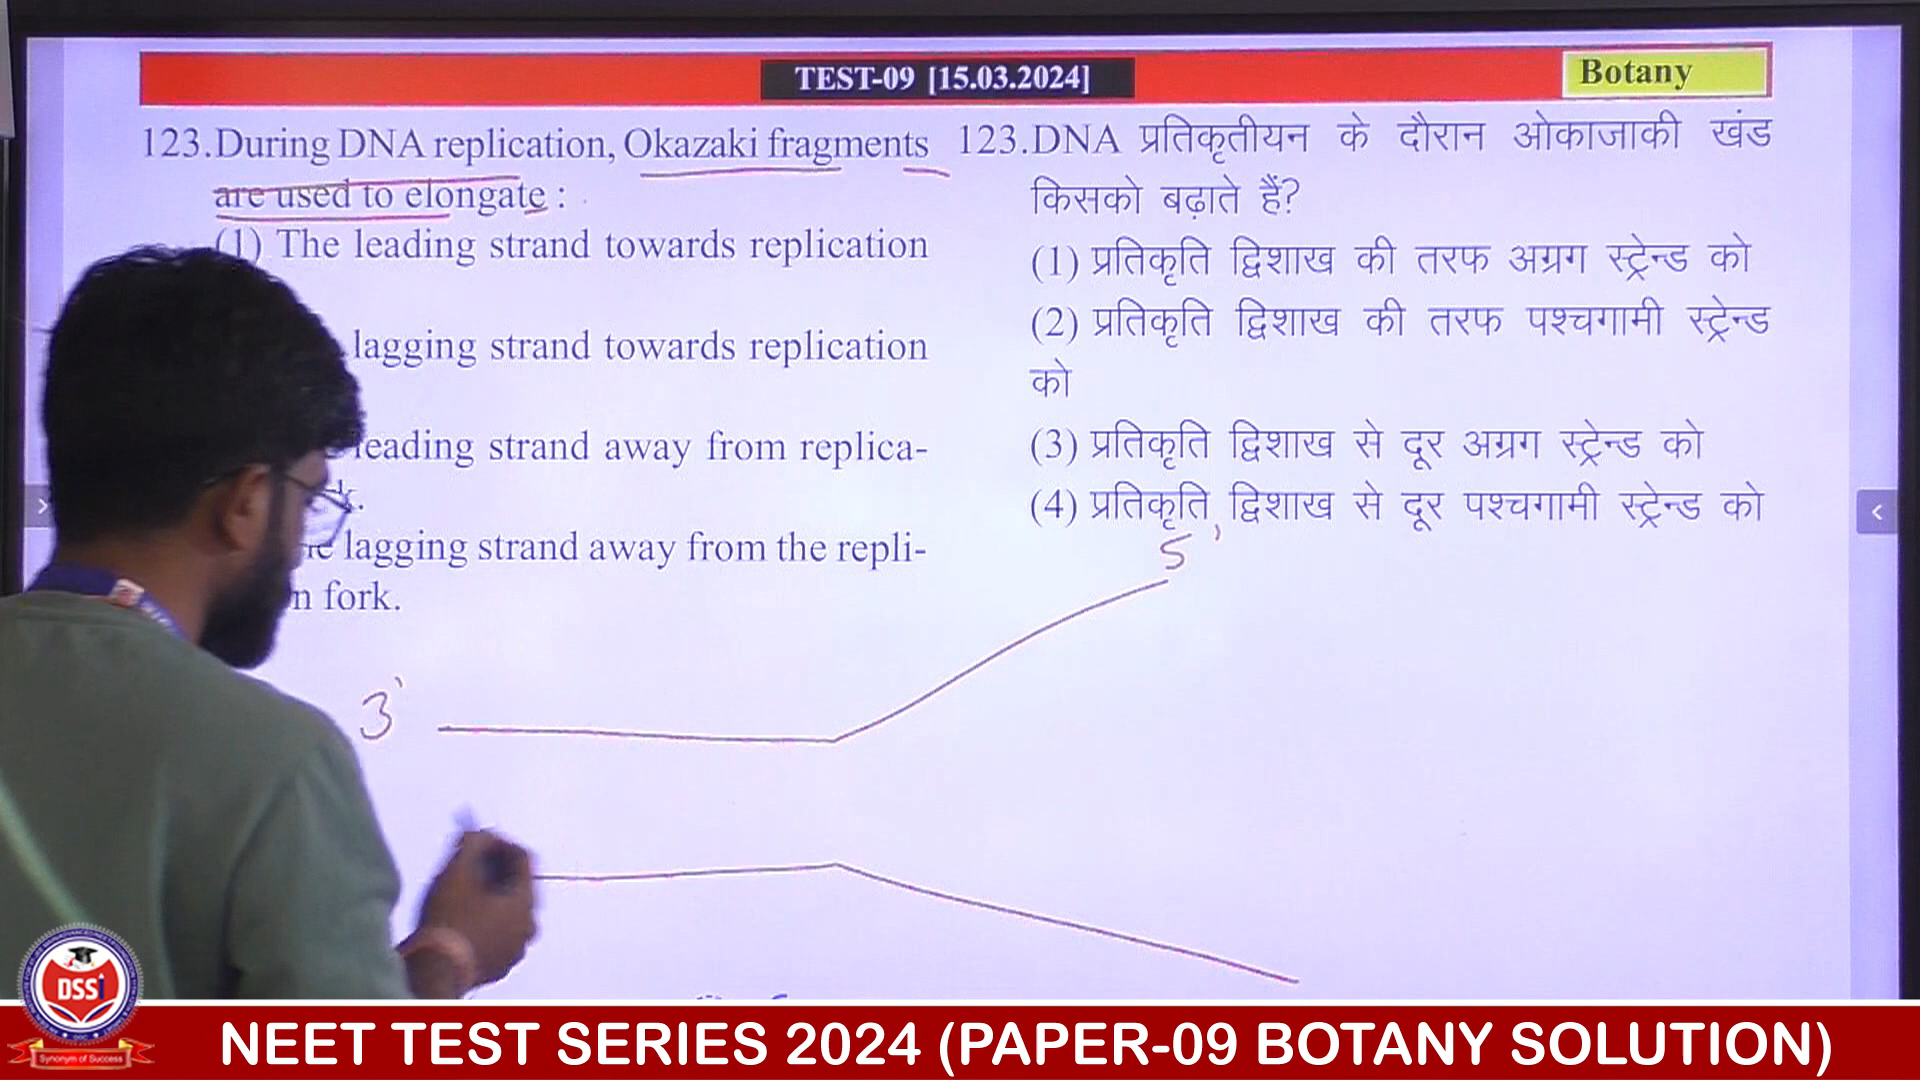 TEST-09 [15.03.2024]
Botany
123.During DNA replication, Okazaki fragments
are used to elongate :
(1) The leading strand towards replication
lagging strand towards replication
leading strand away from replica-
k.
lagging strand away from the repli-
n fork.
123.DNA प्रतिकृतीयन के दौरान ओकाजाकी खंड
किसको बढ़ाते हैं?
(1) प्रतिकृति द्विशाख की तरफ अग्रग स्ट्रेन्ड को
(2) प्रतिकृति द्विशाख की तरफ पश्चगामी स्ट्रेन्ड
को
(3) प्रतिकृति द्विशाख से दूर अग्रग स्ट्रेन्ड को
(4) प्रतिकृति द्विशाख से दूर पश्चगामी स्ट्रेन्ड को
5'
3'
DSSi
Synonym of Success
NEET TEST SERIES 2024 (PAPER-09 BOTANY SOLUTION)